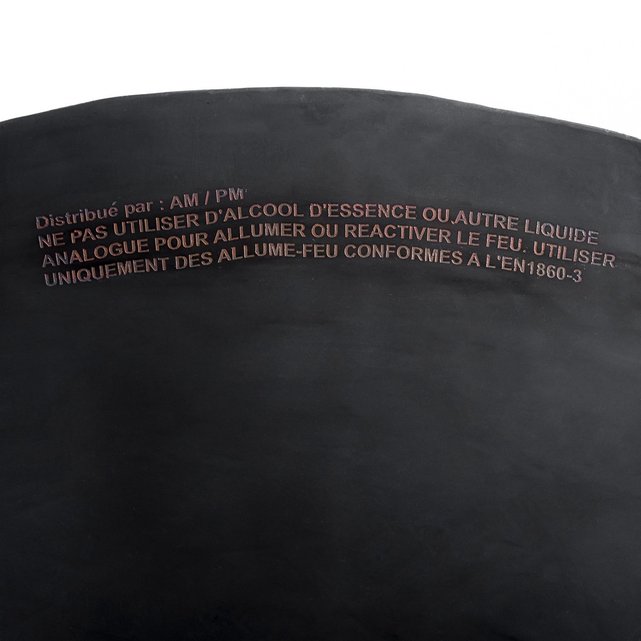 Distribué par : AM / PM
NE PAS UTILISER D'ALCOOL D'ESSENCE OU AUTRE LIQUIDE
ANALOGUE POUR ALLUMER OU REACTIVER LE FEU. UTILISER
UNIQUEMENT DES ALLUME-FEU CONFORMES A L'EN1860-3